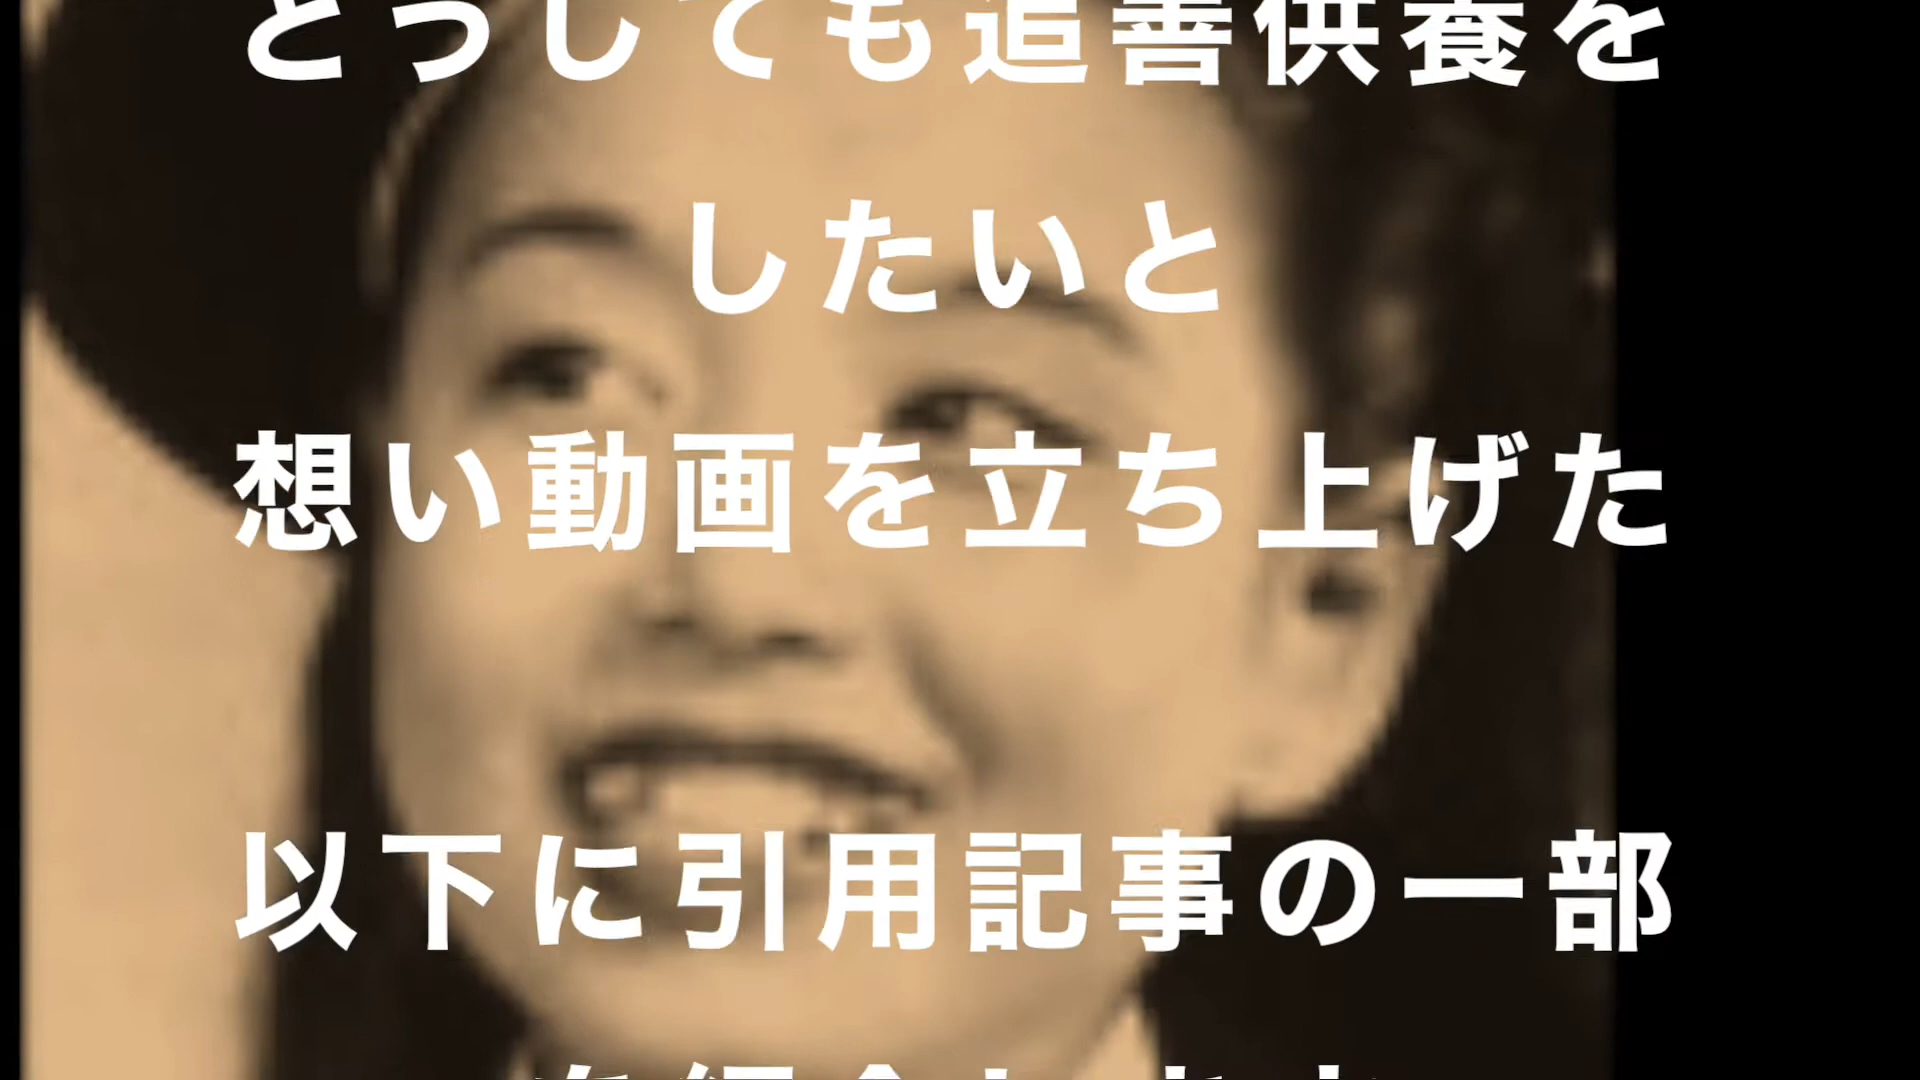 どうしても追善供養を
したいと
想い動画を立ち上げた
以下に引用記事の一部